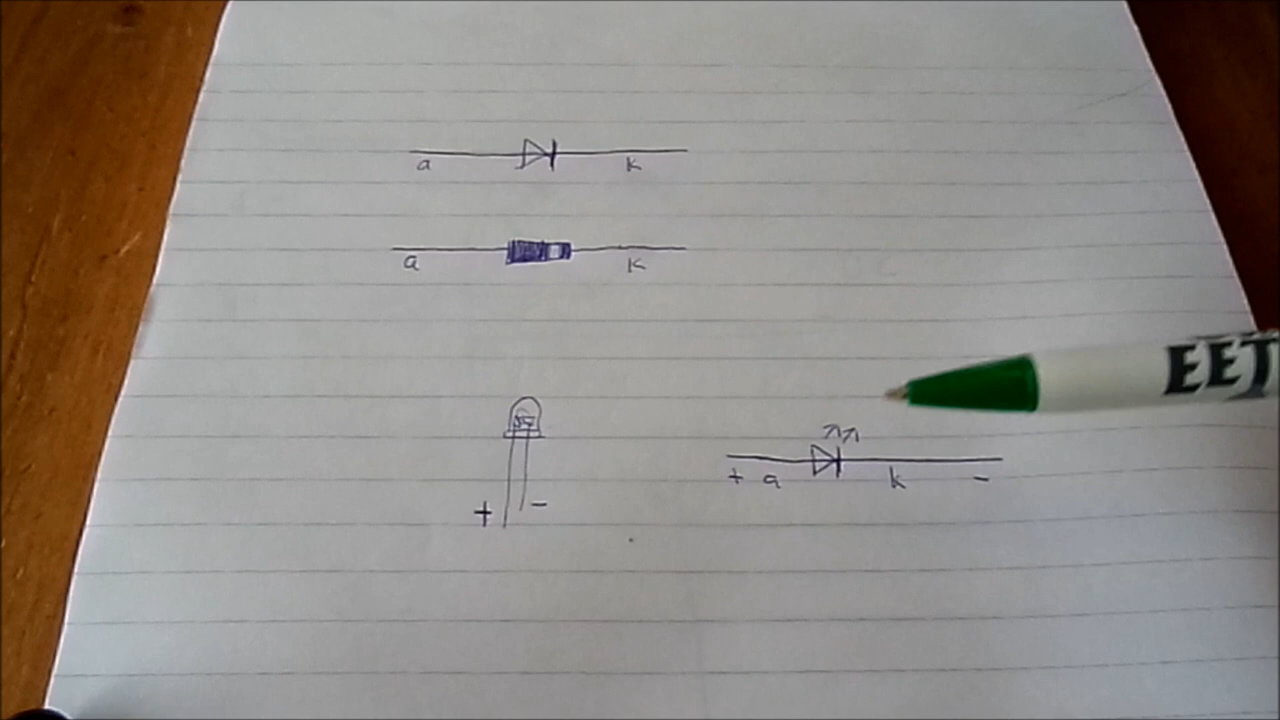 a k
a k
EET
+ a k -
+ -